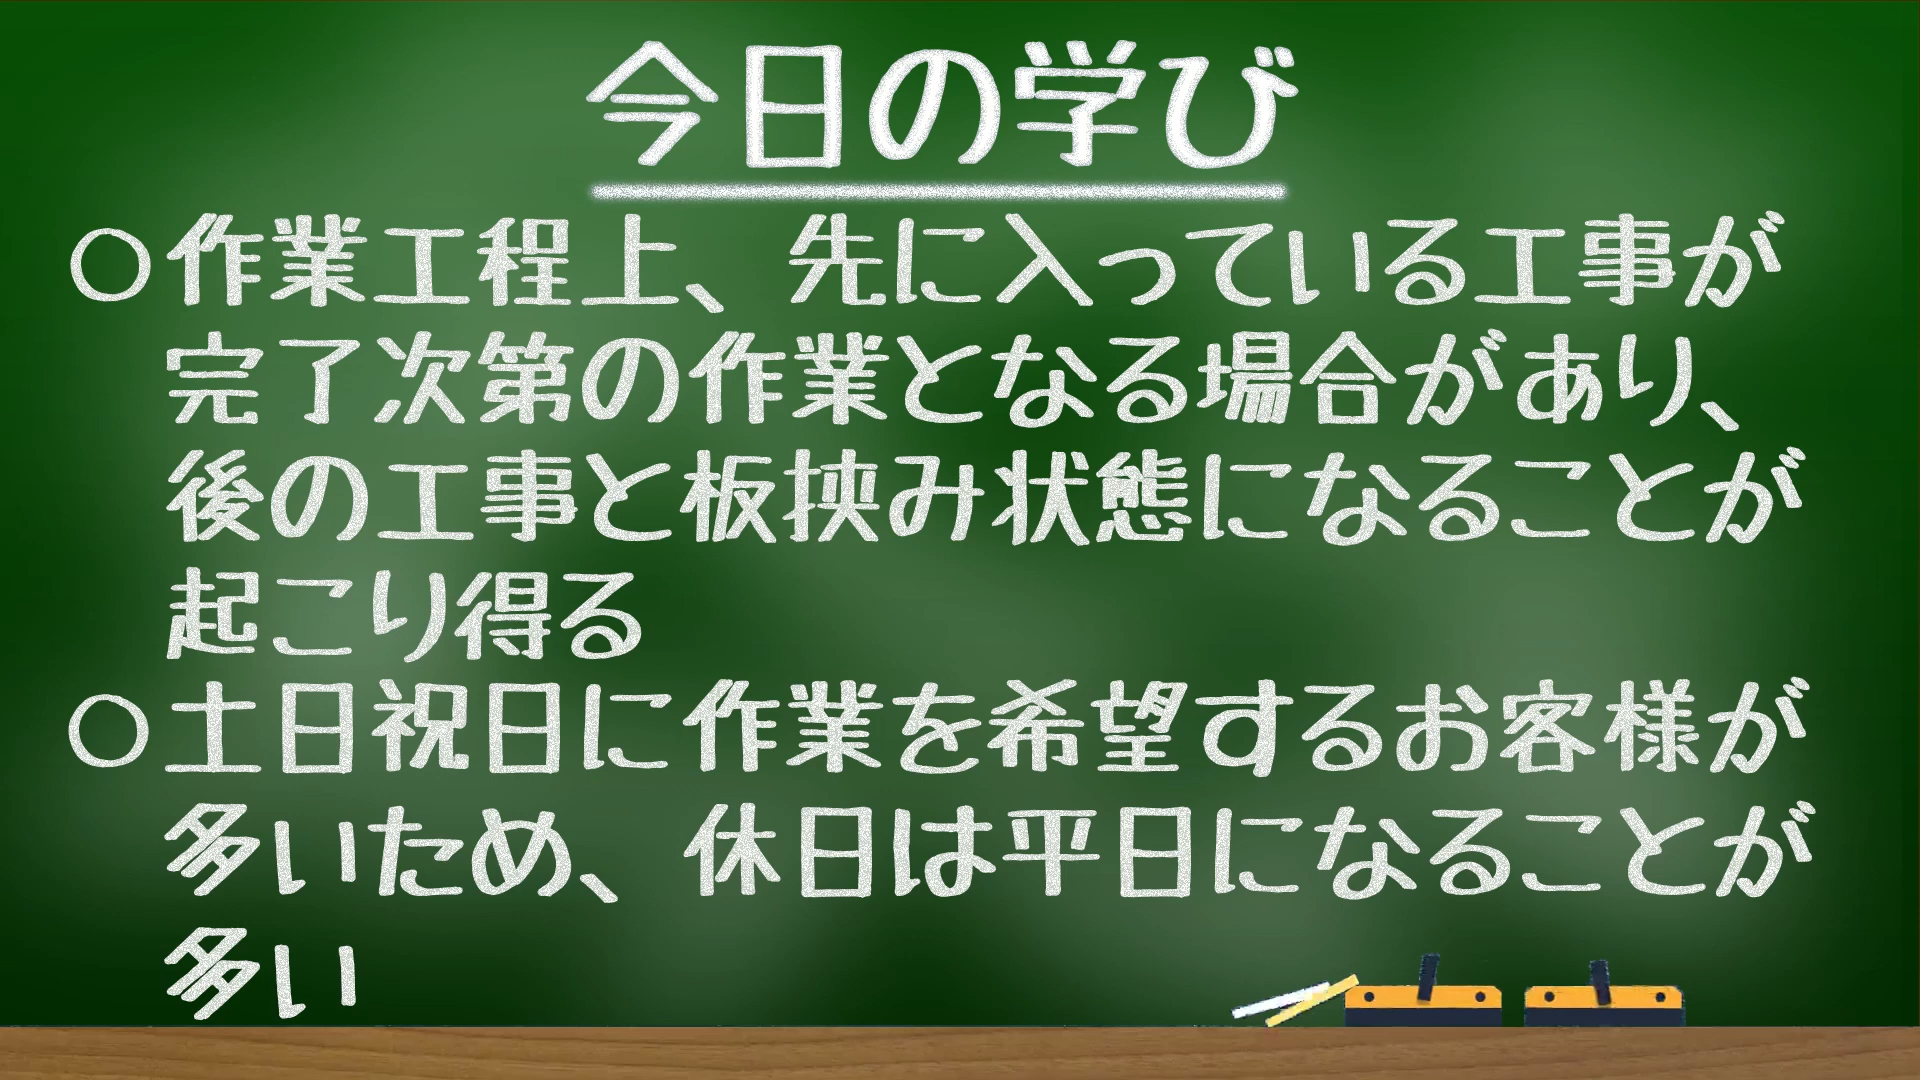 今日の学び
○作業工程上、先に入っている工事が
完了次第の作業となる場合があり、
後の工事と板挟み状態になることが
起こり得る
○土日祝日に作業を希望するお客様が
多いため、休日は平日になることが
多い